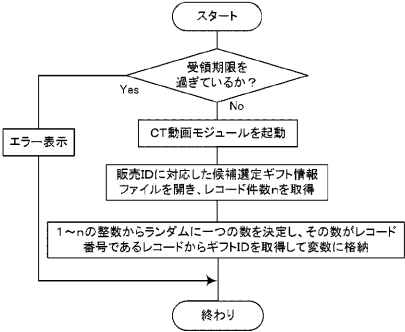 スタート
受領期限を
過ぎているか？
Yes
No
エラー表示
CT動画モジュールを起動
販売IDに対応した候補選定ギフト情報
ファイルを開き、レコード件数nを取得
1～nの整数からランダムに一つの数を決定し、その数がレコード
番号であるレコードからギフトIDを取得して変数に格納
終わり